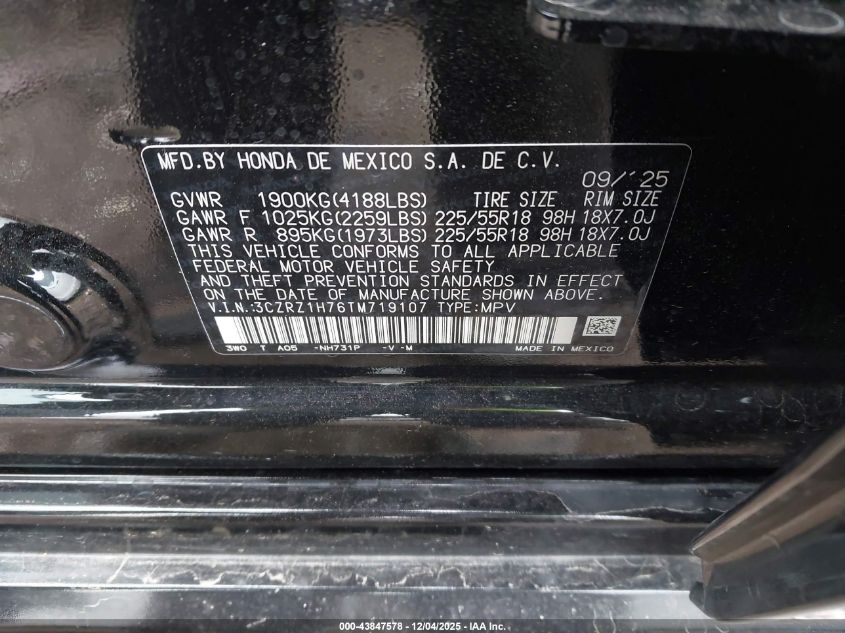 MFD.BY HONDA DE MEXICO S.A. DE C.V.
09/'25
GVWR 1900KG(4188LBS) TIRE SIZE RIM SIZE
GAWR F 1025KG(2259LBS) 225/55R18 98H 18X7.0J
GAWR R 895KG(1973LBS) 225/55R18 98H 18X7.0J
THIS VEHICLE CONFORMS TO ALL APPLICABLE
FEDERAL MOTOR VEHICLE SAFETY
AND THEFT PREVENTION STANDARDS IN EFFECT
ON THE DATE OF MANUFACTURE SHOWN ABOVE.
V.I.N.:3CZRZ1H76TM719107 TYPE:MPV
3W0 T A05 -NH731P -V -M MADE IN MEXICO
000-43847578 - 12/04/2025 - IAA Inc.